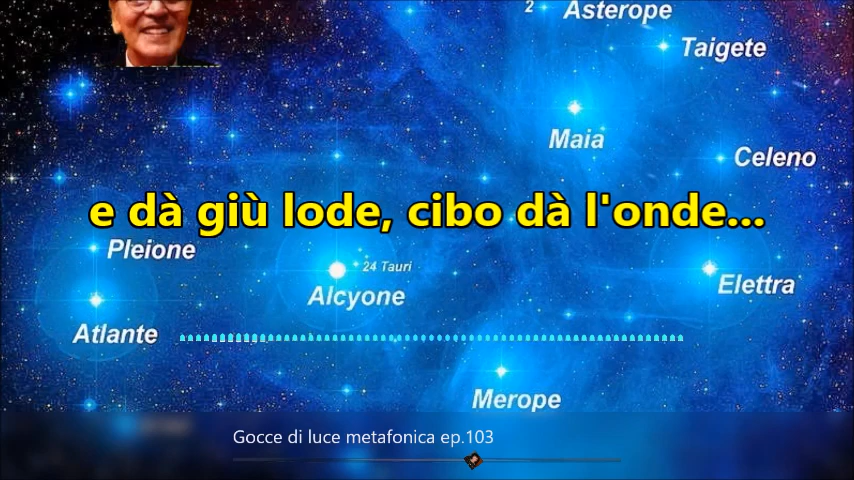 2 Asterope
Taigete
Maia
Celeno
e dà giù lode, cibo dà l'onde...
Pleione
24 Tauri
Alcyone
Elettra
Atlante
Merope
Gocce di luce metafonica ep.103